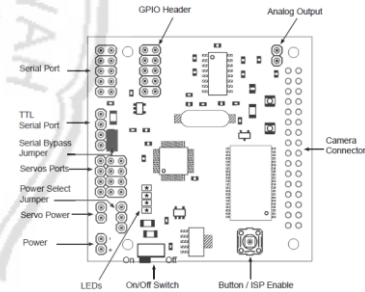 GPIO Header
Analog Output
Serial Port
TTL
Serial Port
Serial Bypass
Jumper
Servos Ports
Power Select
Jumper
Servo Power
Power
Camera
Connector
On
Off
LEDs
On/Off Switch
Button / ISP Enable